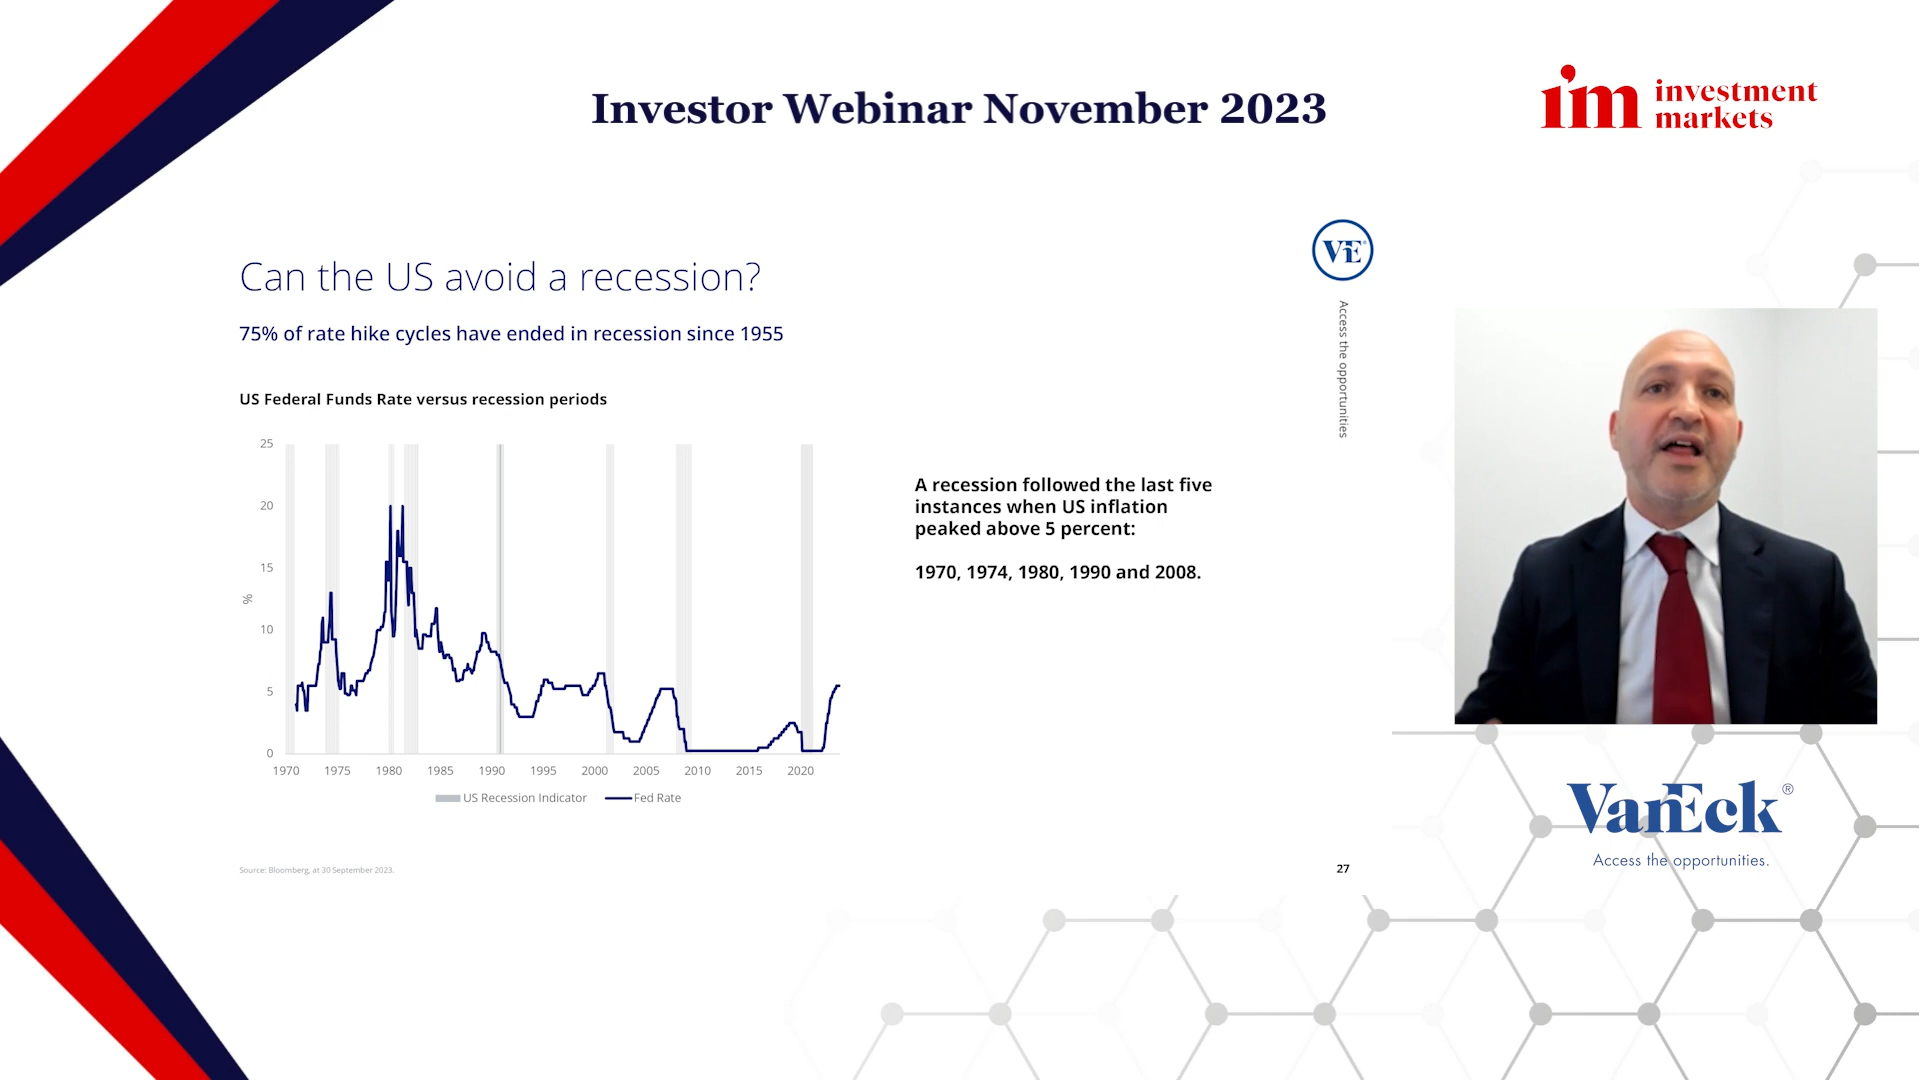 Investor Webinar November 2023
im investment
markets
VE
Access the opportunities
Can the US avoid a recession?
75% of rate hike cycles have ended in recession since 1955
US Federal Funds Rate versus recession periods
25
20
15
10
5
0
%
1970 1975 1980 1985 1990 1995 2000 2005 2010 2015 2020
US Recession Indicator Fed Rate
A recession followed the last five
instances when US inflation
peaked above 5 percent:
1970, 1974, 1980, 1990 and 2008.
Source: Bloomberg, at 30 September 2023.
27
VanEck®
Access the opportunities.